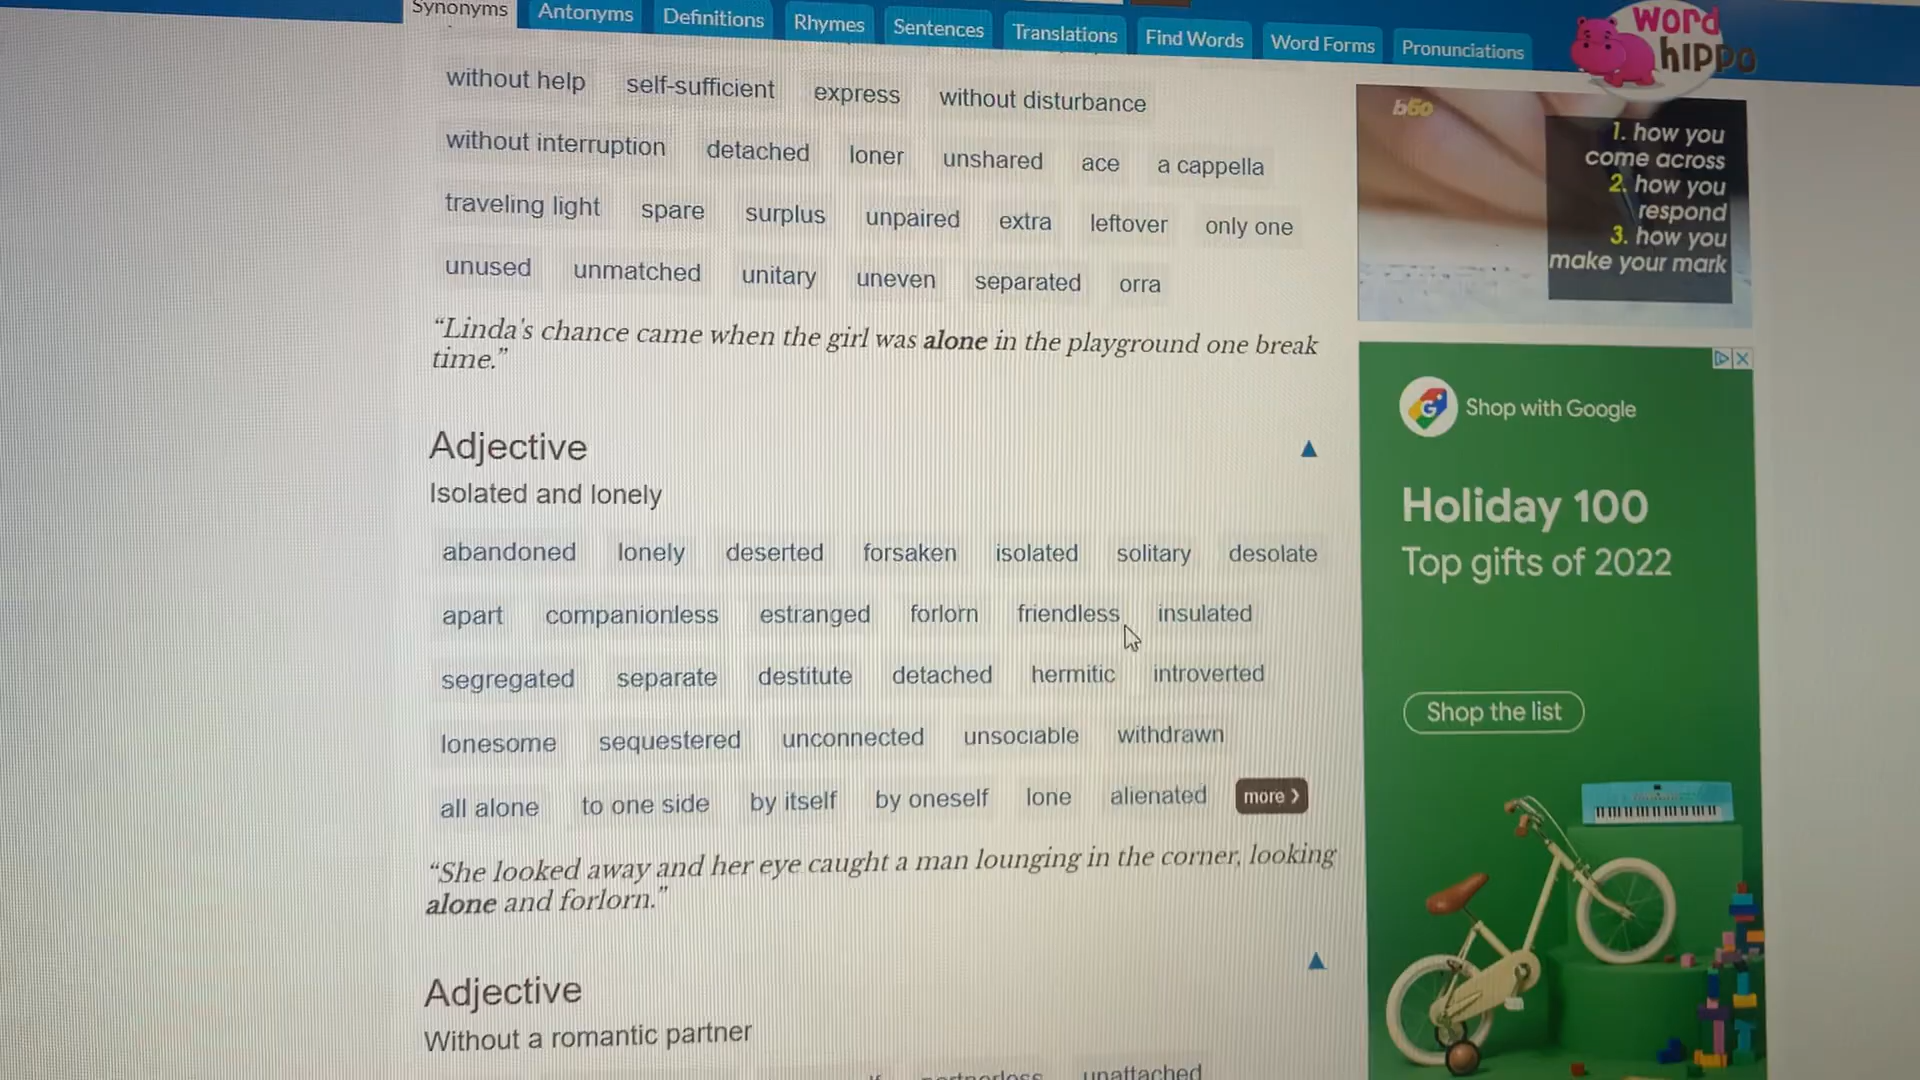 Synonyms Antonyms Definitions Rhymes Sentences Translations Find Words Word Forms Pronunciations
word
hippo
without help self-sufficient express without disturbance
without interruption detached loner unshared ace a cappella
traveling light spare surplus unpaired extra leftover only one
unused unmatched unitary uneven separated orra
“Linda's chance came when the girl was alone in the playground one break
time.”
Adjective
Isolated and lonely
abandoned lonely deserted forsaken isolated solitary desolate
apart companionless estranged forlorn friendless insulated
segregated separate destitute detached hermitic introverted
lonesome sequestered unconnected unsociable withdrawn
all alone to one side by itself by oneself lone alienated more ›
“She looked away and her eye caught a man lounging in the corner, looking
alone and forlorn.”
Adjective
Without a romantic partner
partnerless unattached
b50
1. how you
come across
2. how you
respond
3. how you
make your mark
G Shop with Google
Holiday 100
Top gifts of 2022
Shop the list